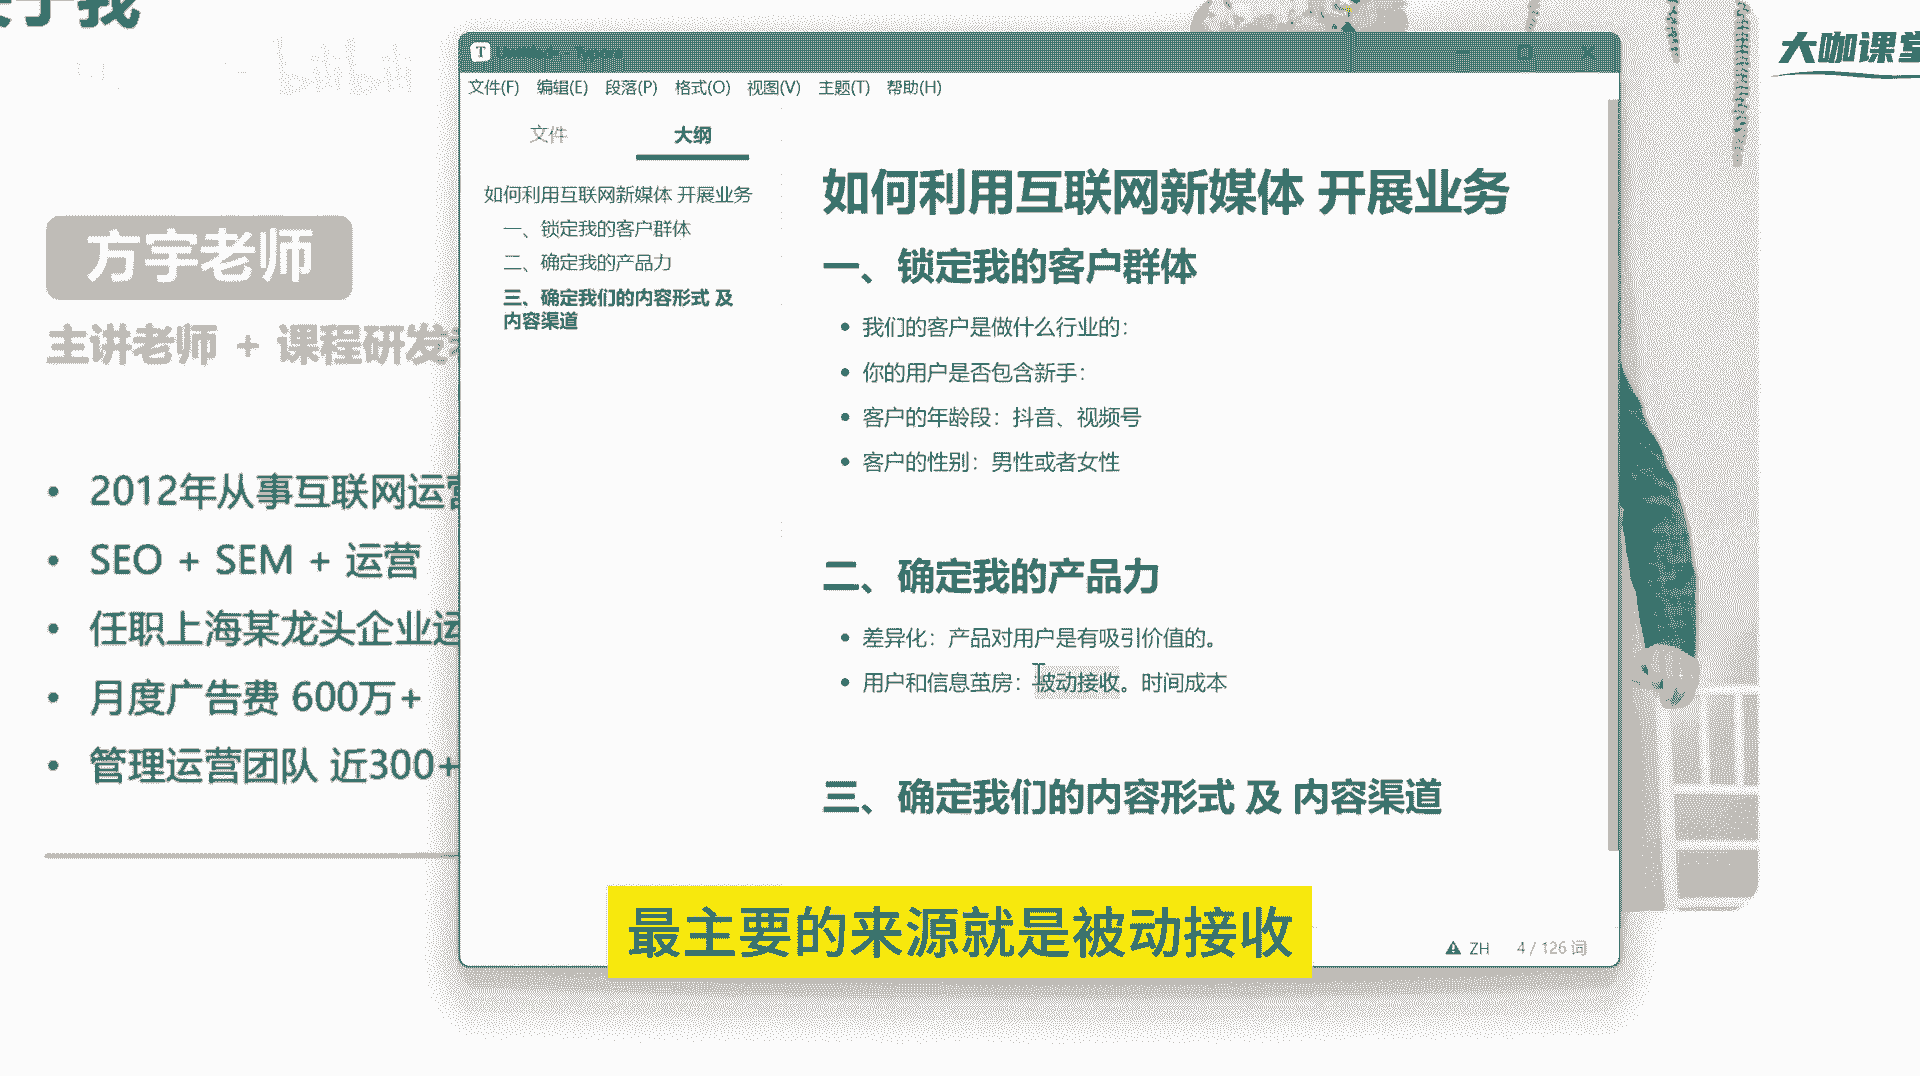 大咖课堂
方宇老师
主讲老师 + 课程研发
2012年从事互联网运营
SEO + SEM + 运营
任职上海某龙头企业运
月度广告费 600万+
管理运营团队 近300+
文件(F) 编辑(E) 段落(P) 格式(O) 视图(V) 主题(T) 帮助(H)
文件 大纲
如何利用互联网新媒体 开展业务
一、锁定我的客户群体
二、确定我的产品力
三、确定我们的内容形式 及
内容渠道
如何利用互联网新媒体 开展业务
一、锁定我的客户群体
我们的客户是做什么行业的:
你的用户是否包含新手:
客户的年龄段：抖音、视频号
客户的性别：男性或者女性
二、确定我的产品力
差异化：产品对用户是有吸引价值的。
用户和信息茧房：被动接收。时间成本
三、确定我们的内容形式 及 内容渠道
最主要的来源就是被动接收
ZH 4 / 126 词